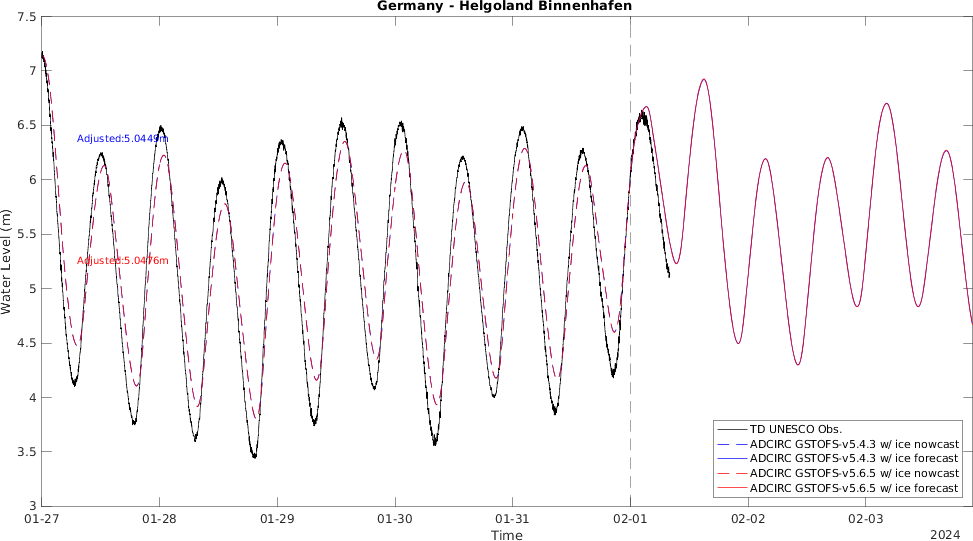 Germany - Helgoland Binnenhafen
7.5
7
6.5
6
5.5
5
4.5
4
3.5
3
Water Level (m)
Adjusted:5.0449m
Adjusted:5.0476m
TD UNESCO Obs.
ADCIRC GSTOFS-v5.4.3 w/ ice nowcast
ADCIRC GSTOFS-v5.4.3 w/ ice forecast
ADCIRC GSTOFS-v5.6.5 w/ ice nowcast
ADCIRC GSTOFS-v5.6.5 w/ ice forecast
01-27 01-28 01-29 01-30 01-31 02-01 02-02 02-03
Time
2024